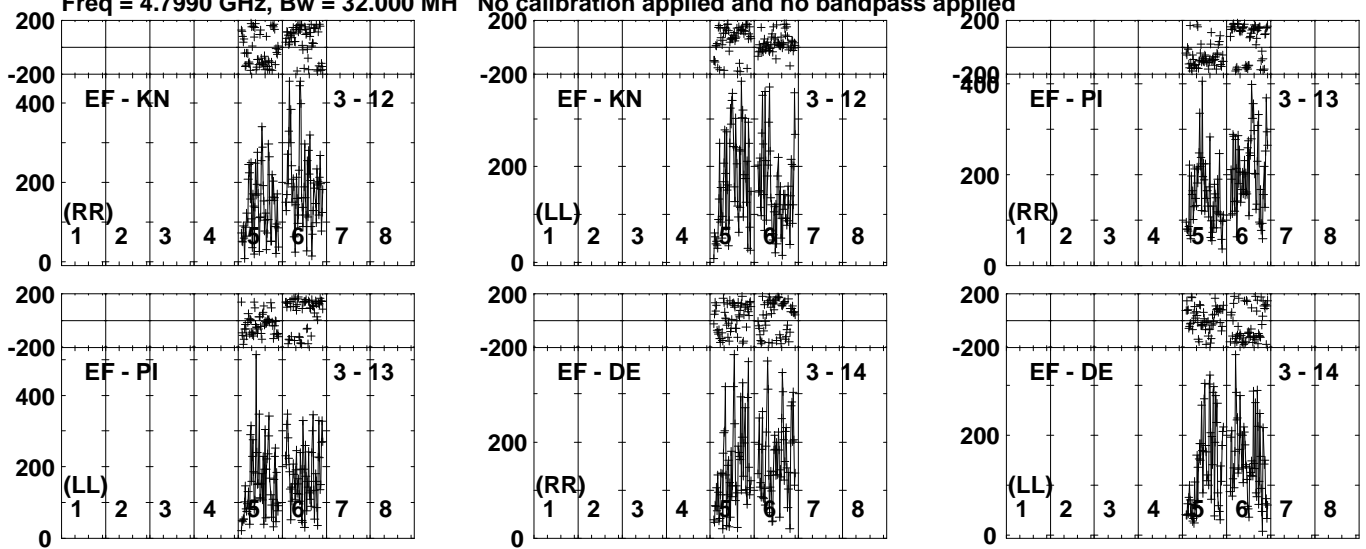 Freq = 4.7990 GHz, Bw = 32.000 MH No calibration applied and no bandpass applied
200 200 200
-200 -200 -200
400 EF - KN 3 - 12 400 EF - KN 3 - 12 400 EF - PI 3 - 13
200 200 200
(RR) (LL) (RR)
1 2 3 4 5 6 7 8 1 2 3 4 5 6 7 8 1 2 3 4 5 6 7 8
0 0 0
200 200 200
-200 -200 -200
EF - PI 3 - 13 EF - DE 3 - 14 EF - DE 3 - 14
400
200 200 200
(LL) (RR) (LL)
1 2 3 4 5 6 7 8 1 2 3 4 5 6 7 8 1 2 3 4 5 6 7 8
0 0 0